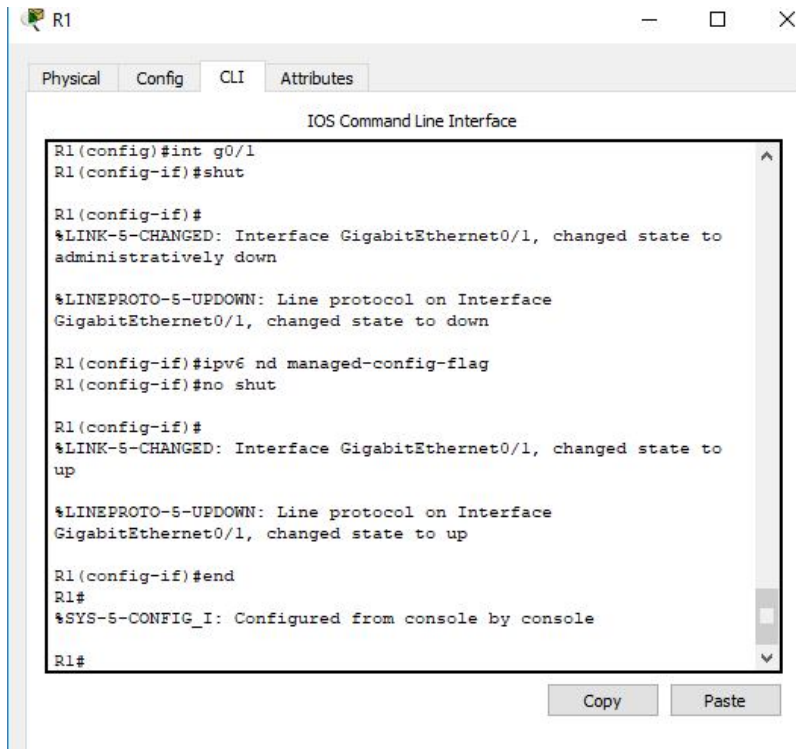 R1
Physical Config CLI Attributes
IOS Command Line Interface
R1(config)#int g0/1
R1(config-if)#shut
R1(config-if)#
%LINK-5-CHANGED: Interface GigabitEthernet0/1, changed state to
administratively down
%LINEPROTO-5-UPDOWN: Line protocol on Interface
GigabitEthernet0/1, changed state to down
R1(config-if)#ipv6 nd managed-config-flag
R1(config-if)#no shut
R1(config-if)#
%LINK-5-CHANGED: Interface GigabitEthernet0/1, changed state to
up
%LINEPROTO-5-UPDOWN: Line protocol on Interface
GigabitEthernet0/1, changed state to up
R1(config-if)#end
R1#
%SYS-5-CONFIG_I: Configured from console by console
R1#
Copy Paste